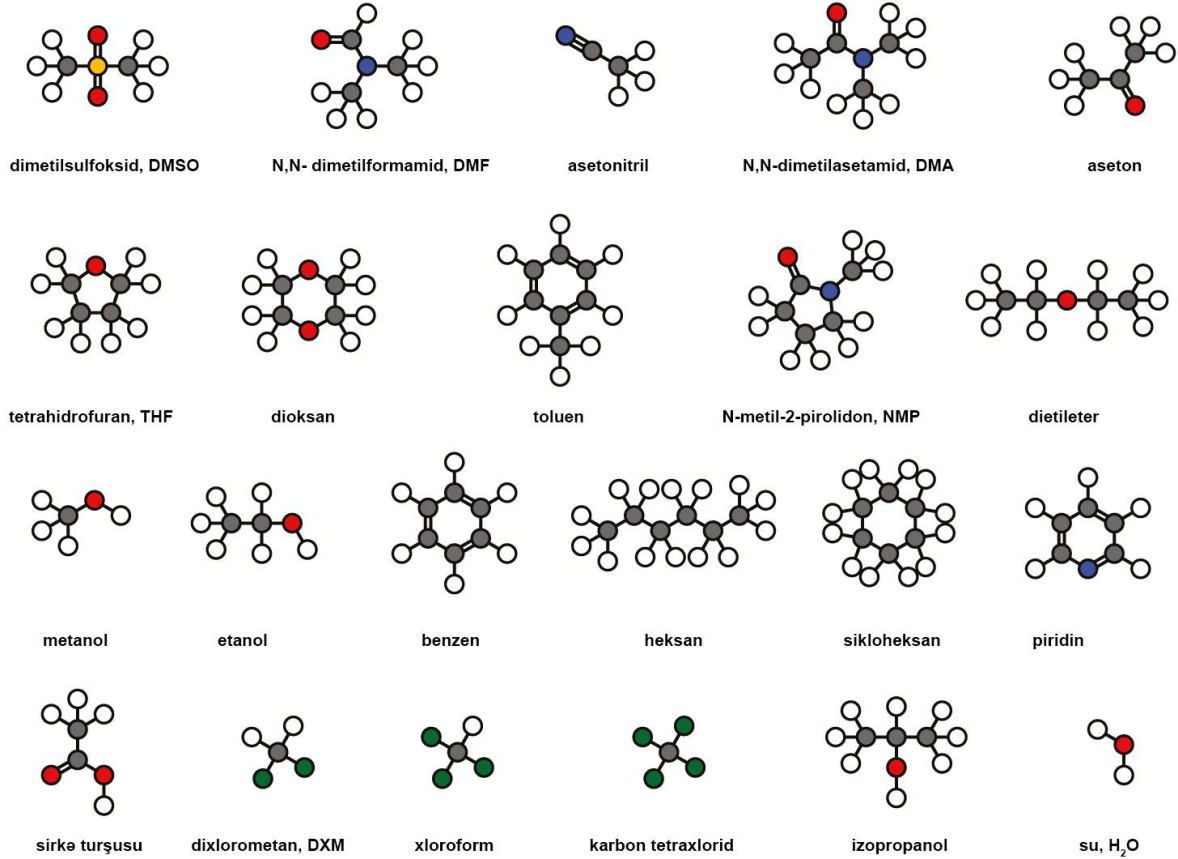 dimetilsulfoksid, DMSO
N,N- dimetilformamid, DMF
asetonitril
N,N-dimetilasetamid, DMA
aseton
tetrahidrofuran, THF
dioksan
toluen
N-metil-2-pirolidon, NMP
dietileter
metanol
etanol
benzen
heksan
sikloheksan
piridin
sirkə turşusu
dixlorometan, DXM
xloroform
karbon tetraxlorid
izopropanol
su, H₂O